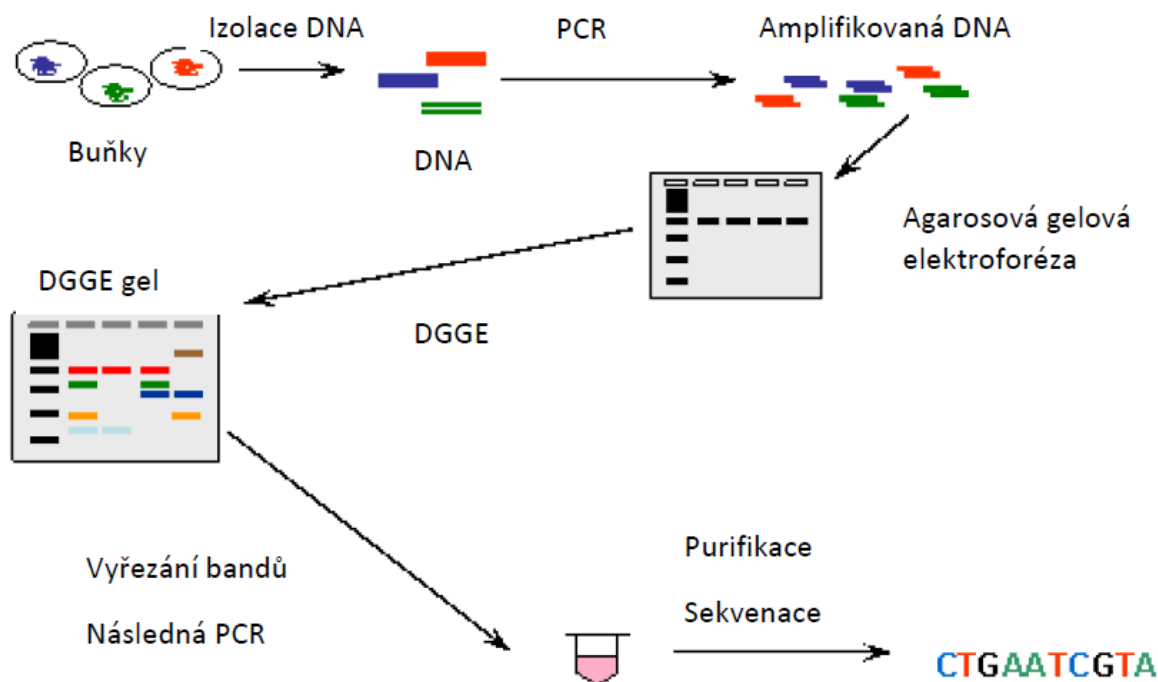 Izolace DNA
PCR
Amplifikovaná DNA
Buňky
DNA
Agarosová gelová
elektroforéza
DGGE gel
DGGE
Vyřezání bandů
Následná PCR
Purifikace
Sekvenace
CTGAATCGTA